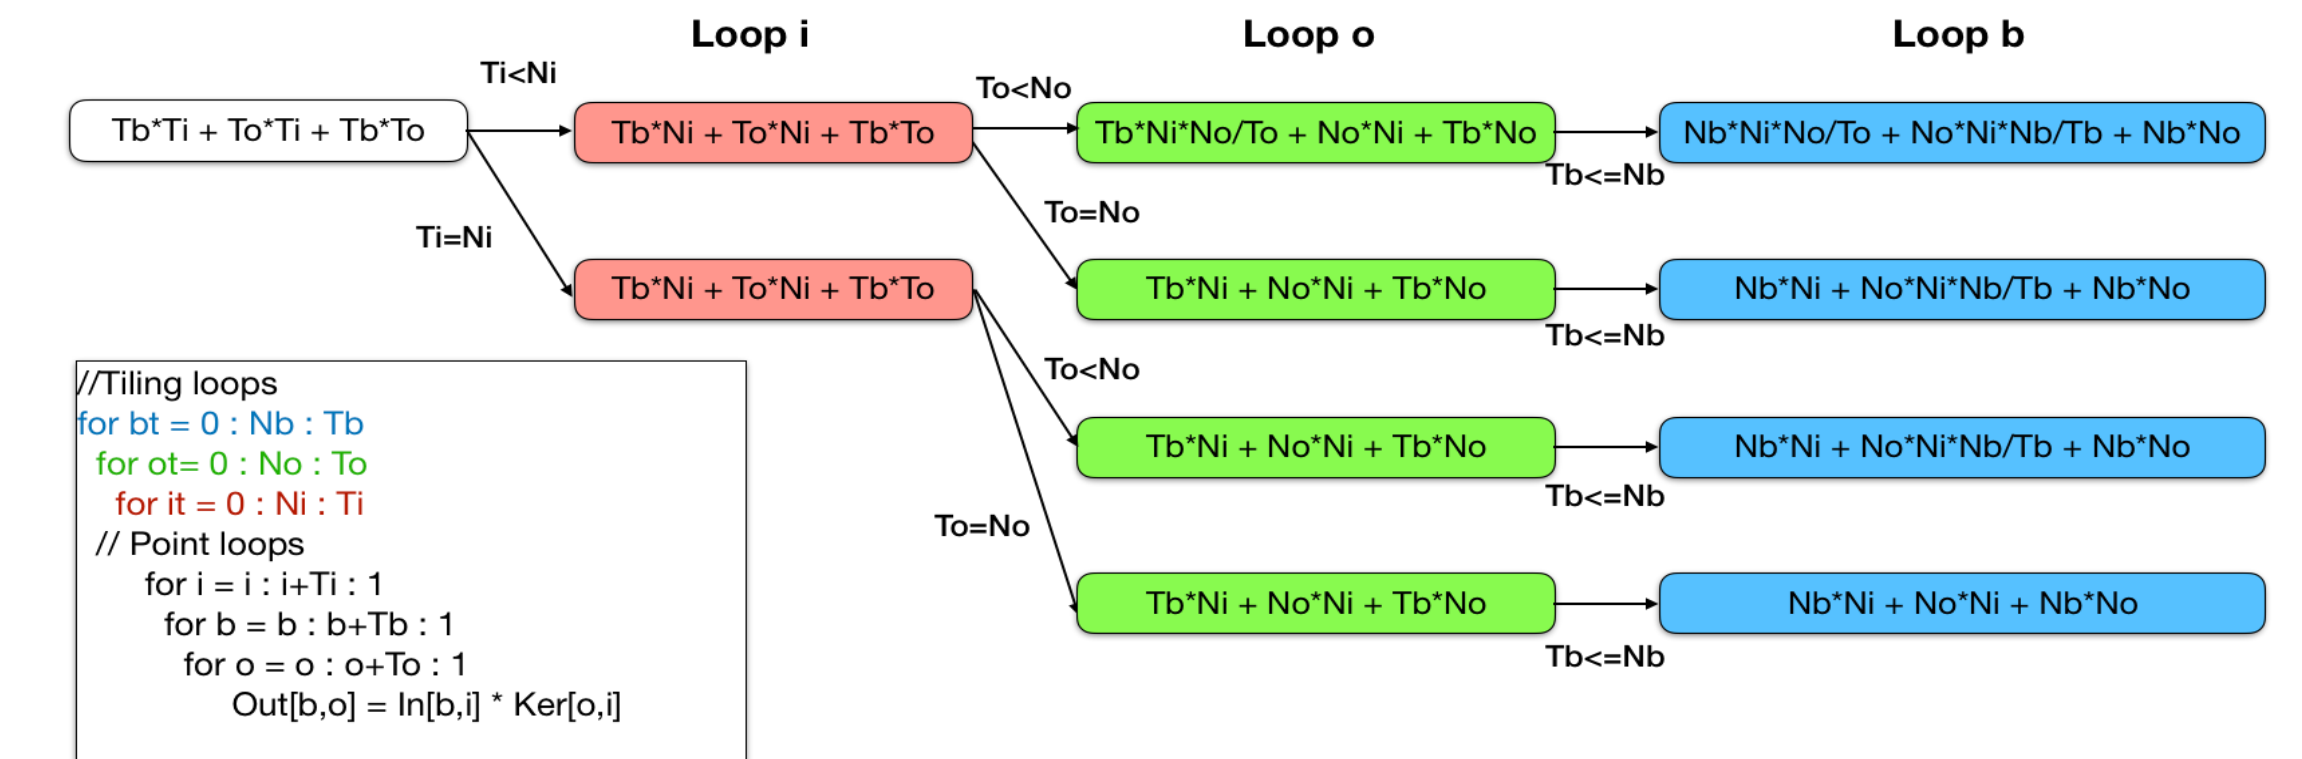 Loop i
Loop o
Loop b
Ti<Ni
To<No
Tb*Ti + To*Ti + Tb*To
Tb*Ni + To*Ni + Tb*To
Tb*Ni*No/To + No*Ni + Tb*No
Nb*Ni*No/To + No*Ni*Nb/Tb + Nb*No
Tb<=Nb
To=No
Ti=Ni
Tb*Ni + To*Ni + Tb*To
Tb*Ni + No*Ni + Tb*No
Nb*Ni + No*Ni*Nb/Tb + Nb*No
Tb<=Nb
To<No
Tb*Ni + No*Ni + Tb*No
Nb*Ni + No*Ni*Nb/Tb + Nb*No
Tb<=Nb
To=No
Tb*Ni + No*Ni + Tb*No
Nb*Ni + No*Ni + Nb*No
Tb<=Nb
//Tiling loops
for bt = 0 : Nb : Tb
for ot= 0 : No : To
for it = 0 : Ni : Ti
// Point loops
for i = i : i+Ti : 1
for b = b : b+Tb : 1
for o = o : o+To : 1
Out[b,o] = In[b,i] * Ker[o,i]